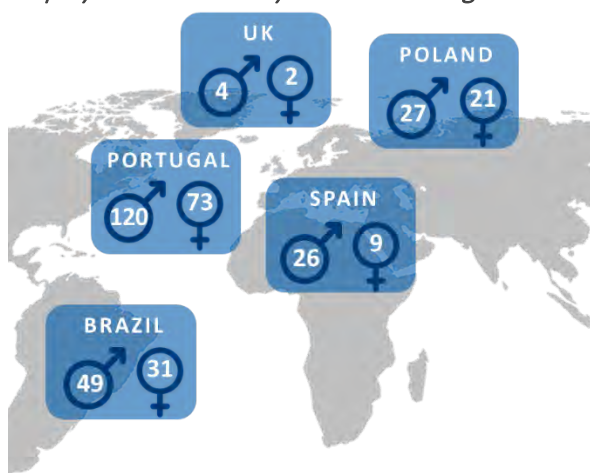 UK
4 2
POLAND
27 21
PORTUGAL
120 73
SPAIN
26 9
BRAZIL
49 31